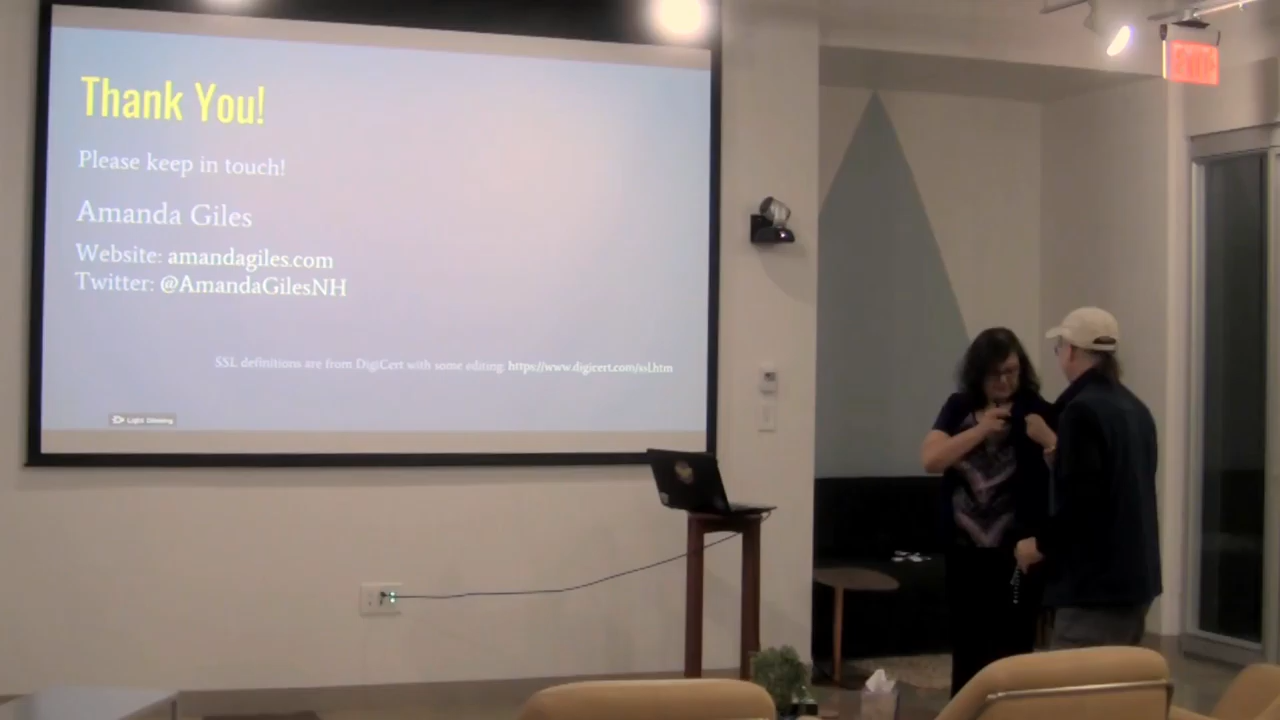 Thank You!
Please keep in touch!
Amanda Giles
Website: amandagiles.com
Twitter: @AmandaGilesNH
SSL definitions are from DigiCert with some editing: https://www.digicert.com/ssl.htm
EXIT